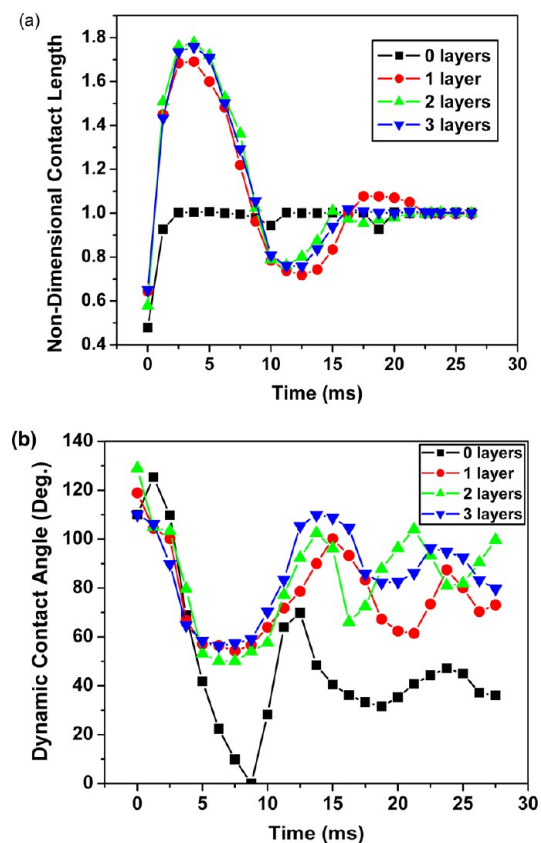 (a)
Non-Dimensional Contact Length
1.8
1.6
1.4
1.2
1.0
0.8
0.6
0.4
0 layers
1 layer
2 layers
3 layers
0 5 10 15 20 25 30
Time (ms)
(b)
Dynamic Contact Angle (Deg.)
140
120
100
80
60
40
20
0
0 layers
1 layer
2 layers
3 layers
0 5 10 15 20 25 30
Time (ms)